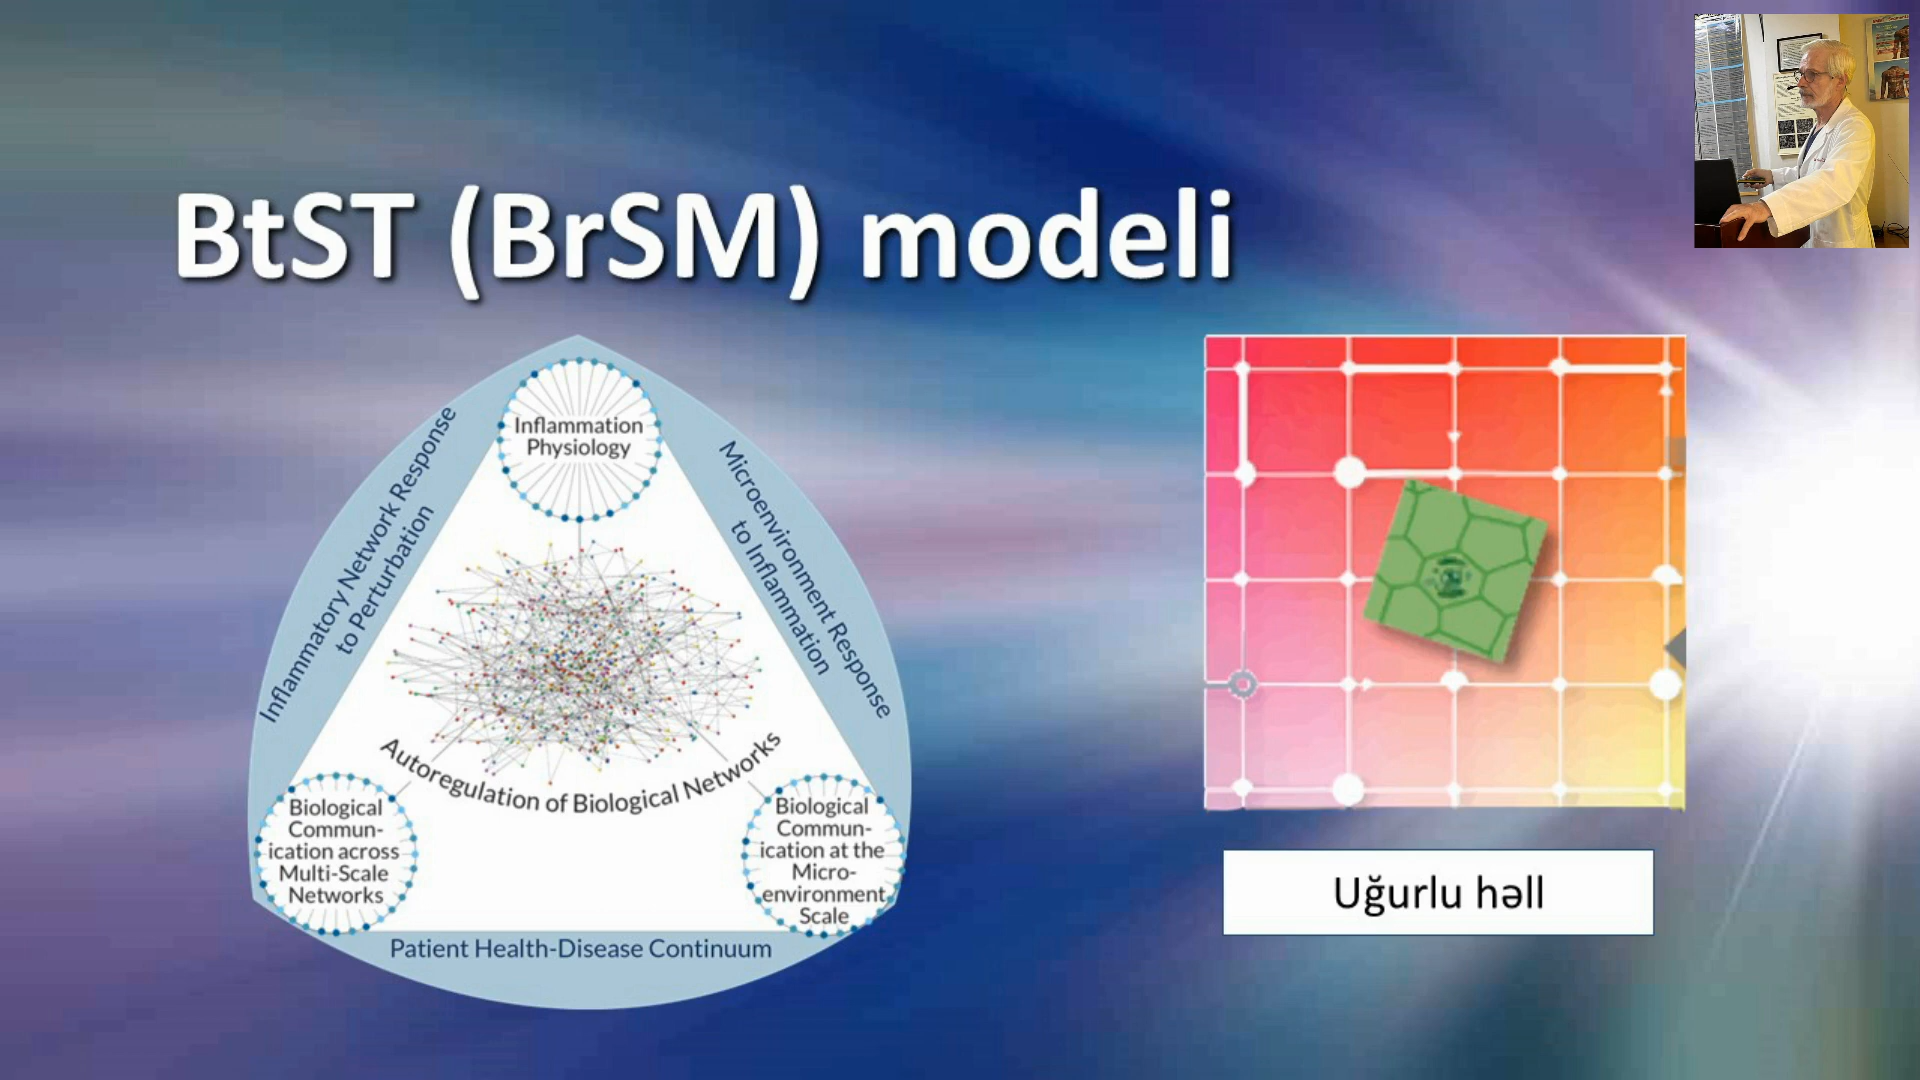 BtST (BrSM) modeli
Inflammation
Physiology
Inflammatory Network Response
to Perturbation
Microenvironment Response
to Inflammation
Autoregulation of Biological Networks
Biological
Commun-
ication across
Multi-Scale
Networks
Biological
Commun-
ication at the
Micro-
environment
Scale
Patient Health-Disease Continuum
Uğurlu həll